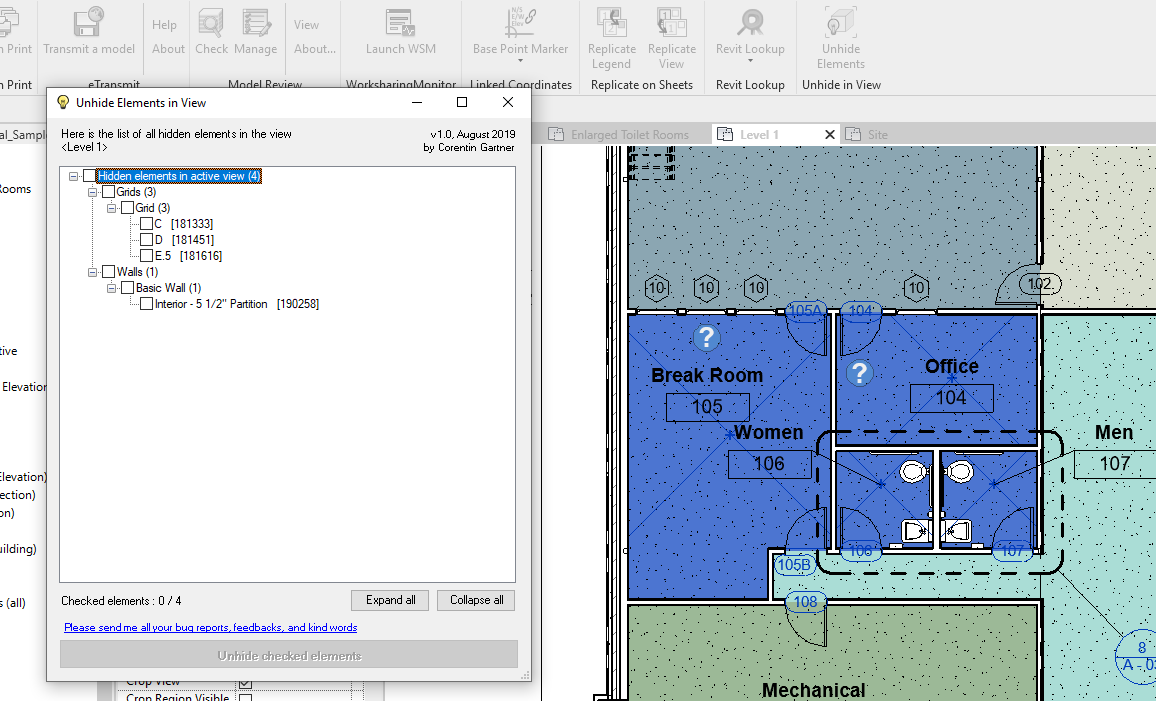 Help
View
n Print
Transmit a model
About
Check
Manage
About...
Launch WSM
Base Point Marker
Replicate
Legend
Replicate
View
Revit Lookup
Unhide
Elements
n Print
eTransmit
Model Review
WorksharingMonitor
Linked Coordinates
Replicate on Sheets
Revit Lookup
Unhide in View
Unhide Elements in View
Here is the list of all hidden elements in the view
<Level 1>
v1.0, August 2019
by Corentin Gartner
Hidden elements in active view (4)
Grids (3)
Grid (3)
C [181333]
D [181451]
E.5 [181616]
Walls (1)
Basic Wall (1)
Interior - 5 1/2" Partition [190258]
Checked elements : 0 / 4
Expand all
Collapse all
Please send me all your bug reports, feedbacks, and kind words
Unhide checked elements
al_Sampl
Rooms
tive
Elevation
Elevation)
ection)
on)
uilding)
s (all)
Crop View
Crop Region Visible
Enlarged Toilet Rooms
Level 1
Site
102
10
10
10
10
105A
104
?
?
Break Room
105
Office
104
Women
106
Men
107
106
107
105B
108
8
A - 03
Mechanical